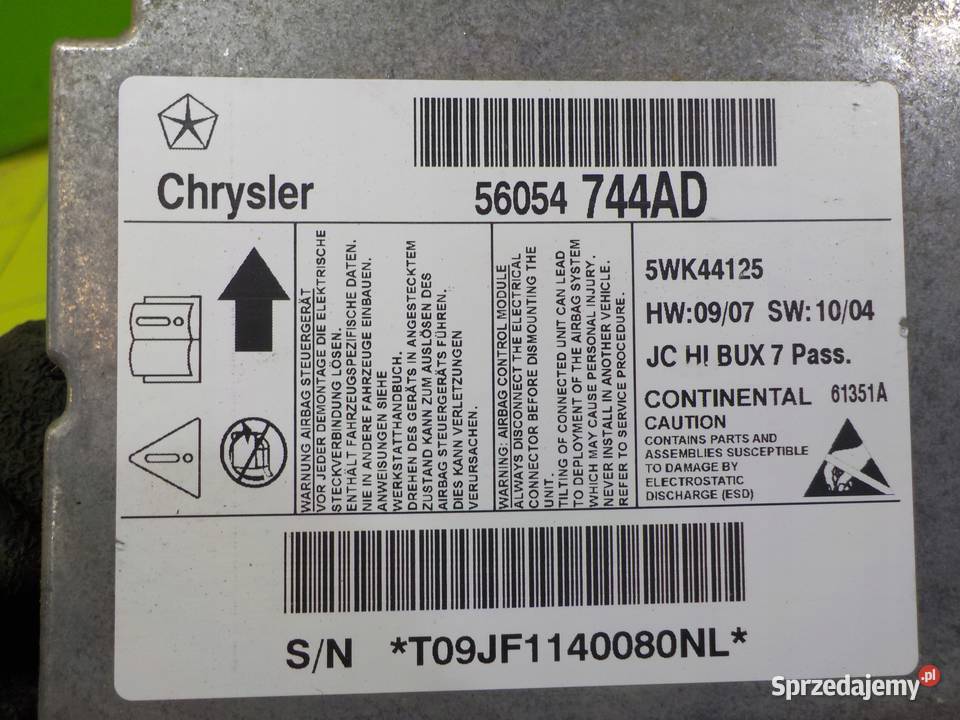 Chrysler
56054 744AD
WARNUNG AIRBAG STEUERGERÄT
VOR JEDER DEMONTAGE DIE ELEKTRISCHE
STECKVERBINDUNG LÖSEN.
ENTHÄLT FAHRZEUGSPEZIFISCHE DATEN.
NIE IN ANDERE FAHRZEUGE EINBAUEN.
ANWEISUNGEN SIEHE
WERKSTATTHANDBUCH.
DREHEN DES GERÄTS IN ANGESTECKTEM
ZUSTAND KANN ZUM AUSLÖSEN DES
AIRBAG STEUERGERÄTS FÜHREN.
DIES KANN VERLETZUNGEN
VERURSACHEN.
WARNING: AIRBAG CONTROL MODULE
ALWAYS DISCONNECT THE ELECTRICAL
CONNECTOR BEFORE DISMOUNTING THE
UNIT.
TILTING OF CONNECTED UNIT CAN LEAD
TO DEPLOYMENT OF THE AIRBAG SYSTEM
WHICH MAY CAUSE PERSONAL INJURY.
NEVER INSTALL IN ANOTHER VEHICLE.
REFER TO SERVICE PROCEDURE.
5WK44125
HW:09/07 SW:10/04
JC HI BUX 7 Pass.
CONTINENTAL 61351A
CAUTION
CONTAINS PARTS AND
ASSEMBLIES SUSCEPTIBLE
TO DAMAGE BY
ELECTROSTATIC
DISCHARGE (ESD)
S/N *T09JF1140080NL*
Sprzedajemy.pl